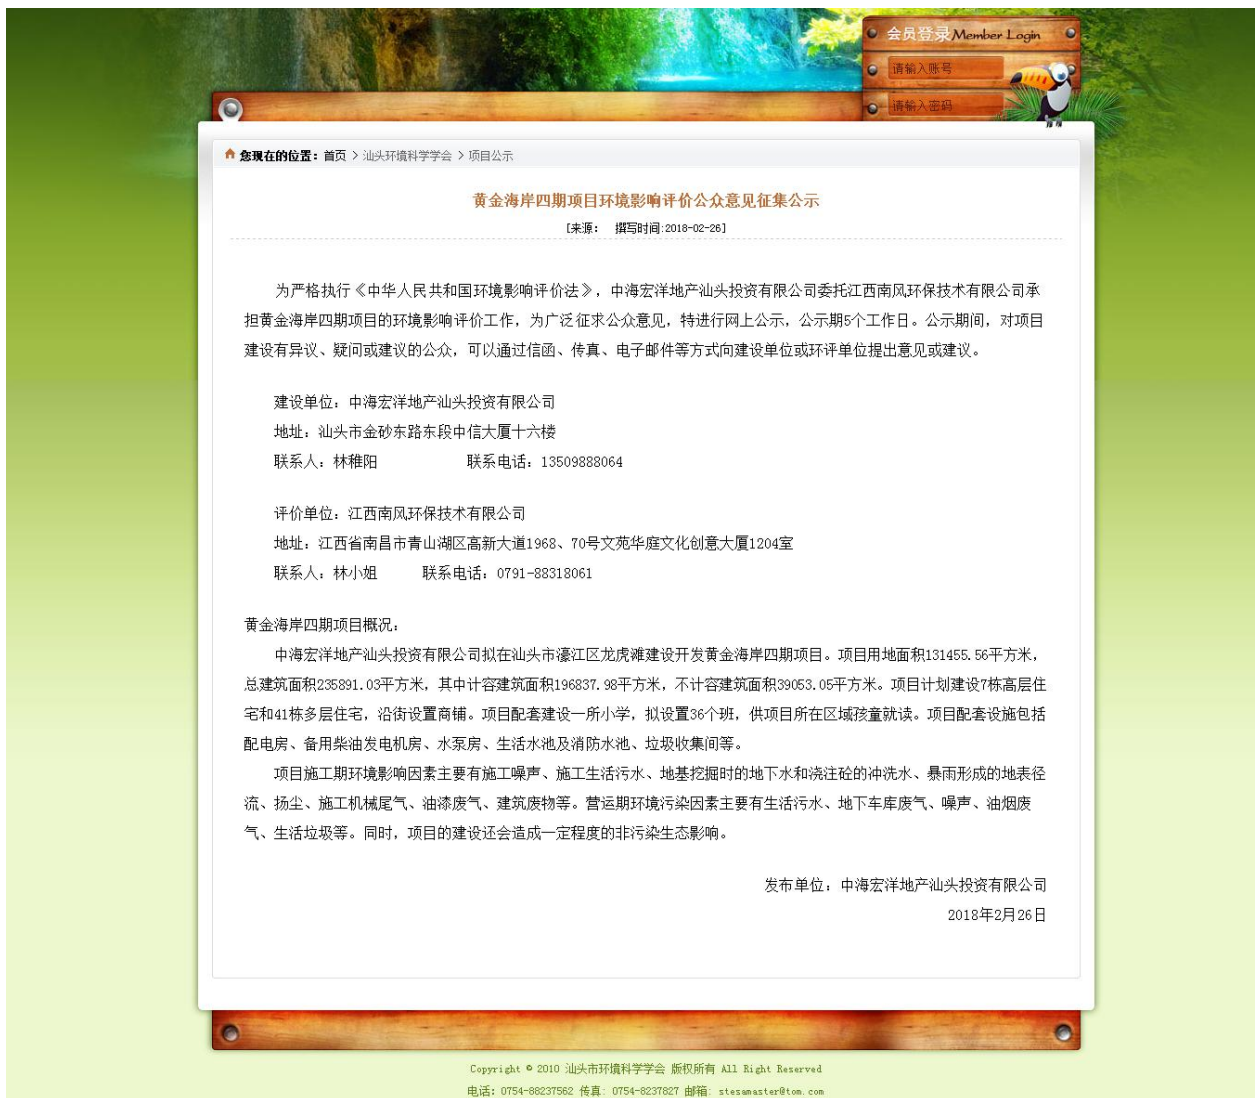 会员登录Member Login
请输入账号
请输入密码
您现在的位置：首页 > 汕头环境科学学会 > 项目公示
黄金海岸四期项目环境影响评价公众意见征集公示
[来源： 撰写时间:2018-02-26]
为严格执行《中华人民共和国环境影响评价法》，中海宏洋地产汕头投资有限公司委托江西南风环保技术有限公司承
担黄金海岸四期项目的环境影响评价工作，为广泛征求公众意见，特进行网上公示，公示期5个工作日。公示期间，对项目
建设有异议、疑问或建议的公众，可以通过信函、传真、电子邮件等方式向建设单位或环评单位提出意见或建议。
建设单位：中海宏洋地产汕头投资有限公司
地址：汕头市金砂东路东段中信大厦十六楼
联系人：林稚阳 联系电话：13509888064
评价单位：江西南风环保技术有限公司
地址：江西省南昌市青山湖区高新大道1968、70号文苑华庭文化创意大厦1204室
联系人：林小姐 联系电话：0791-88318061
黄金海岸四期项目概况：
中海宏洋地产汕头投资有限公司拟在汕头市濠江区龙虎滩建设开发黄金海岸四期项目。项目用地面积131455.56平方米，
总建筑面积235891.03平方米，其中计容建筑面积196837.98平方米，不计容建筑面积39053.05平方米。项目计划建设7栋高层住
宅和41栋多层住宅，沿街设置商铺。项目配套建设一所小学，拟设置36个班，供项目所在区域孩童就读。项目配套设施包括
配电房、备用柴油发电机房、水泵房、生活水池及消防水池、垃圾收集间等。
项目施工期环境影响因素主要有施工噪声、施工生活污水、地基挖掘时的地下水和浇注砼的冲洗水、暴雨形成的地表径
流、扬尘、施工机械尾气、油漆废气、建筑废物等。营运期环境污染因素主要有生活污水、地下车库废气、噪声、油烟废
气、生活垃圾等。同时，项目的建设还会造成一定程度的非污染生态影响。
发布单位：中海宏洋地产汕头投资有限公司
2018年2月26日
Copyright © 2010 汕头市环境科学学会 版权所有 All Right Reserved
电话：0754-88237562 传真：0754-8237827 邮箱：stesamaster@tom.com